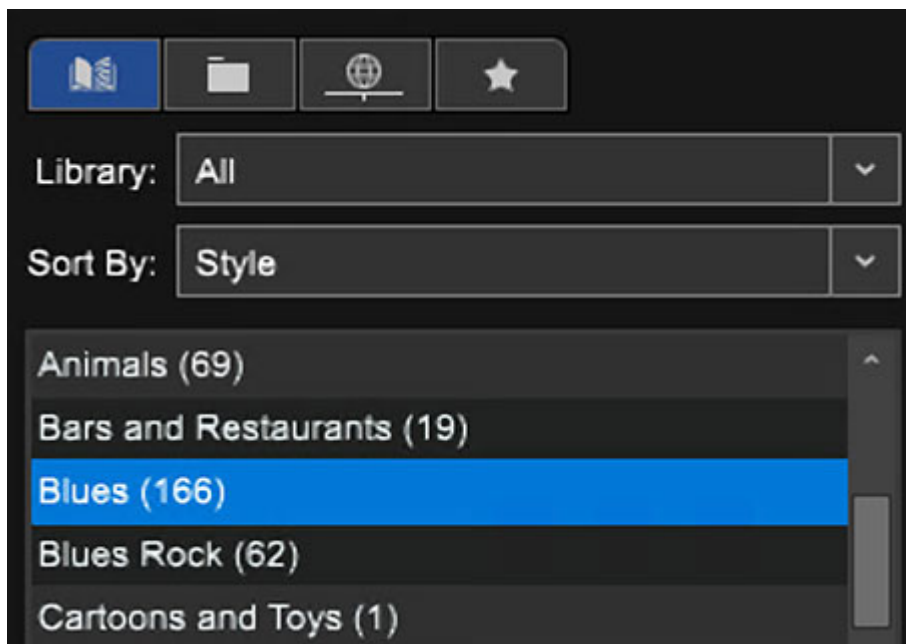 Library: All
Sort By: Style
Animals (69)
Bars and Restaurants (19)
Blues (166)
Blues Rock (62)
Cartoons and Toys (1)